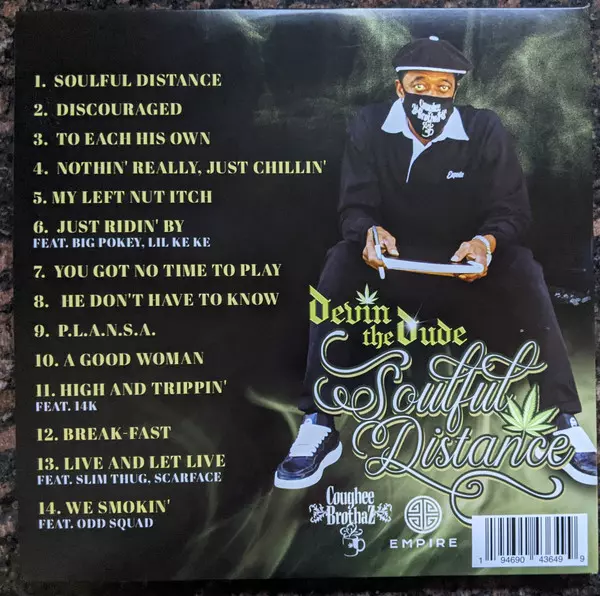 1. SOULFUL DISTANCE
2. DISCOURAGED
3. TO EACH HIS OWN
4. NOTHIN' REALLY, JUST CHILLIN'
5. MY LEFT NUT ITCH
6. JUST RIDIN' BY
FEAT. BIG POKEY, LIL KE KE
7. YOU GOT NO TIME TO PLAY
8. HE DON'T HAVE TO KNOW
9. P.L.A.N.S.A.
10. A GOOD WOMAN
11. HIGH AND TRIPPIN'
FEAT. 14K
12. BREAK-FAST
13. LIVE AND LET LIVE
FEAT. SLIM THUG, SCARFACE
14. WE SMOKIN'
FEAT. ODD SQUAD
Coughee
BrothaZ
Devin
the Dude
Soulful
Distance
Coughee
BrothaZ
EMPIRE
1 94690 43649 9